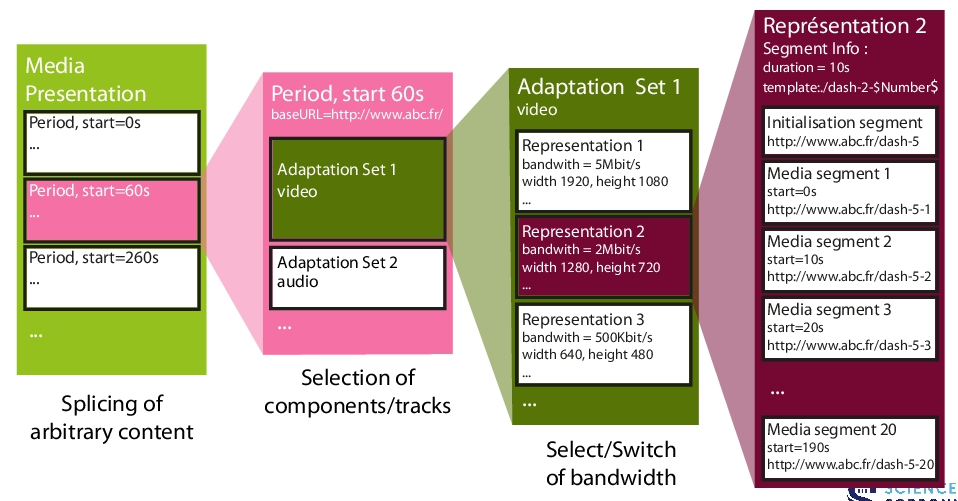 Media
Presentation
Period, start=0s
...
Period, start=60s
...
Period, start=260s
...
...
Splicing of
arbitrary content
Period, start 60s
baseURL=http://www.abc.fr/
Adaptation Set 1
video
Adaptation Set 2
audio
...
Selection of
components/tracks
Adaptation Set 1
video
Representation 1
bandwith = 5Mbit/s
width 1920, height 1080
...
Representation 2
bandwith = 2Mbit/s
width 1280, height 720
...
Representation 3
bandwith = 500Kbit/s
width 640, height 480
...
...
Select/Switch
of bandwidth
Représentation 2
Segment Info :
duration = 10s
template:./dash-2-$Number$
Initialisation segment
http://www.abc.fr/dash-5
Media segment 1
start=0s
http://www.abc.fr/dash-5-1
Media segment 2
start=10s
http://www.abc.fr/dash-5-2
Media segment 3
start=20s
http://www.abc.fr/dash-5-3
...
Media segment 20
start=190s
http://www.abc.fr/dash-5-20
SCIENCE